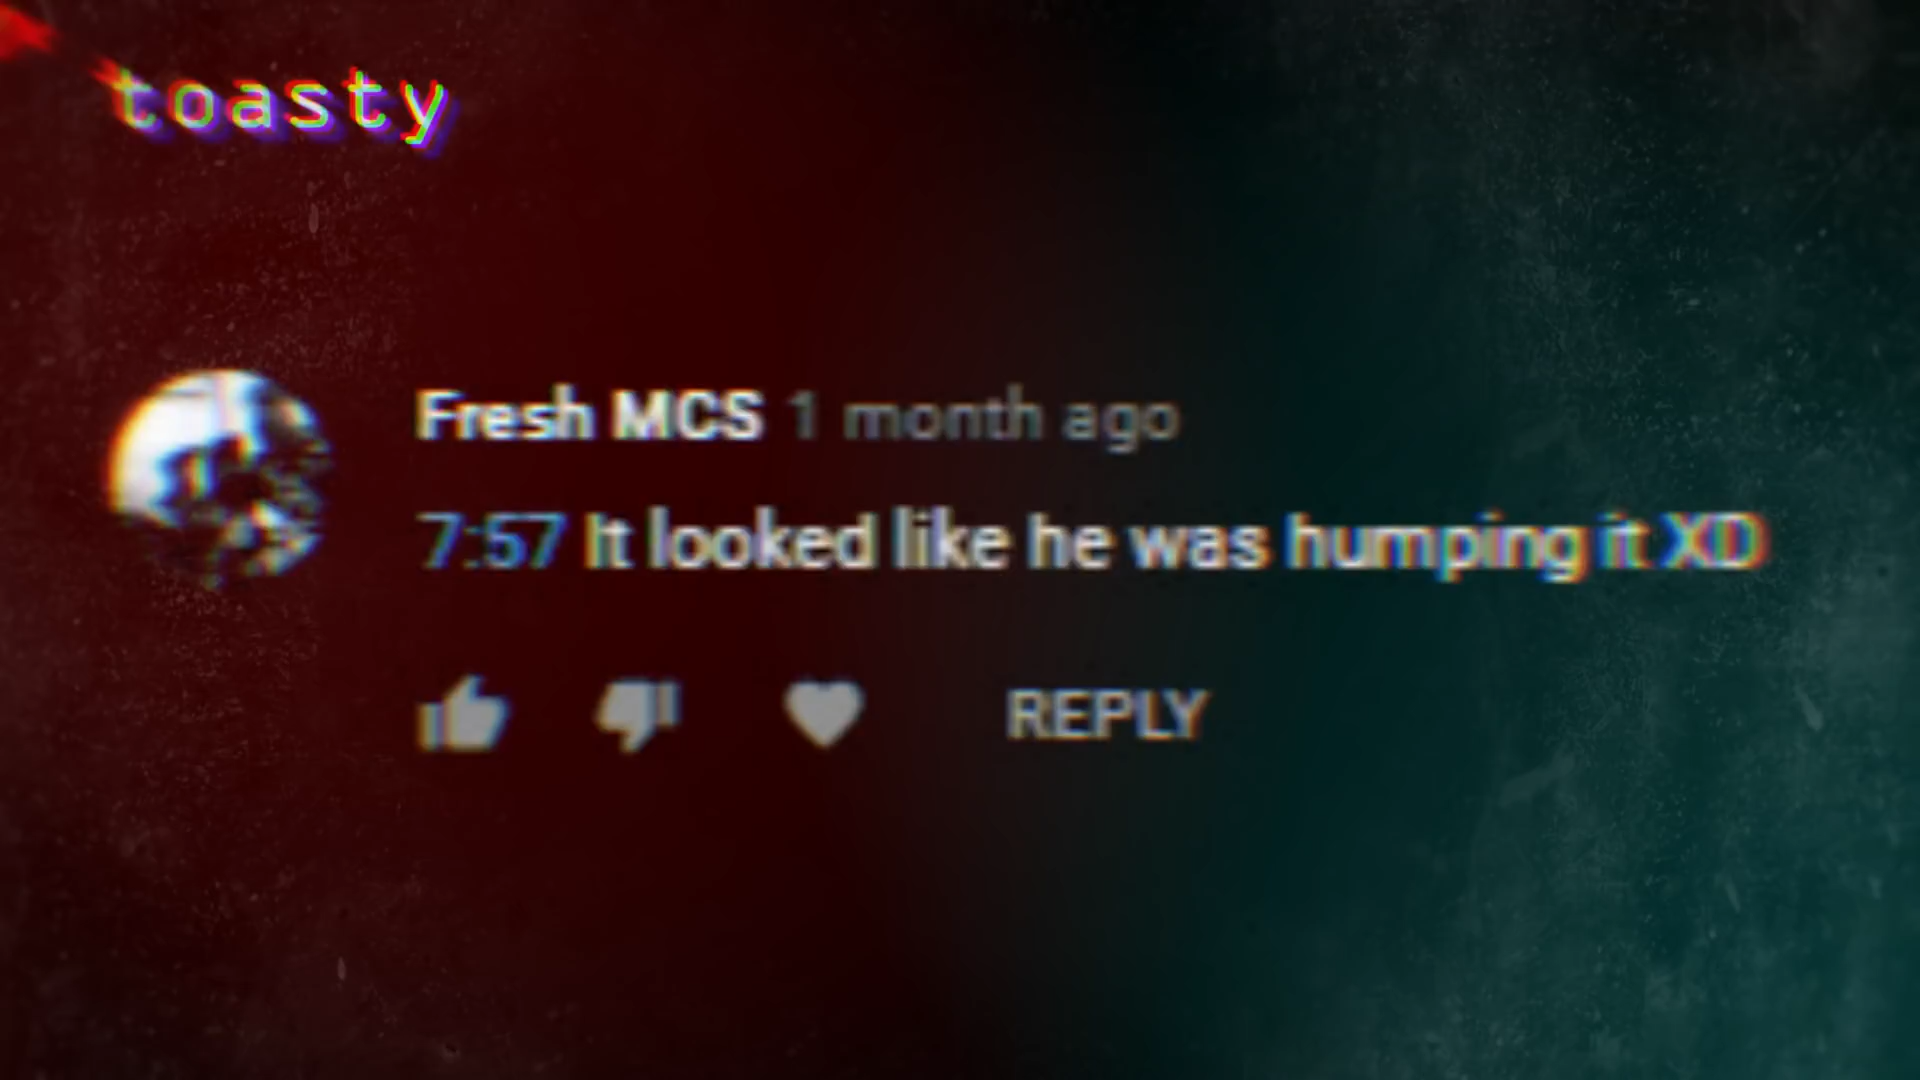 toasty
Fresh MCS 1 month ago
7:57 It looked like he was humping it XD
REPLY